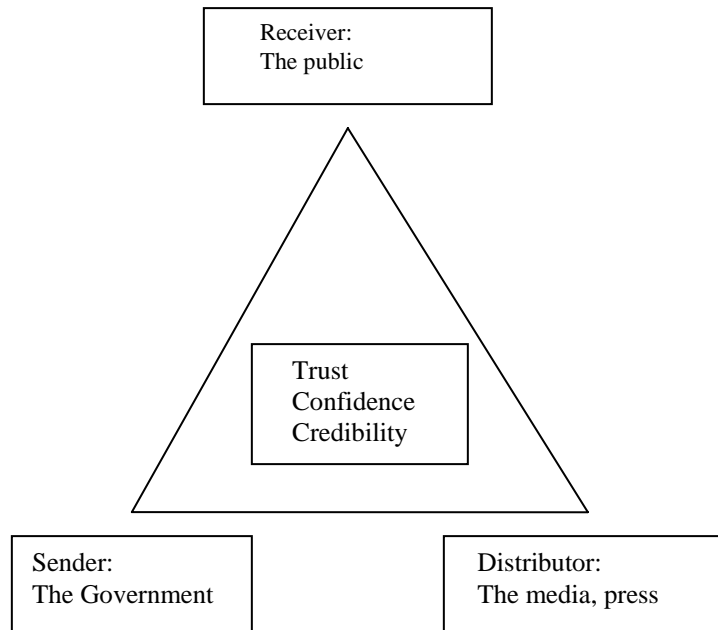 Receiver:
The public
Trust
Confidence
Credibility
Sender:
The Government
Distributor:
The media, press